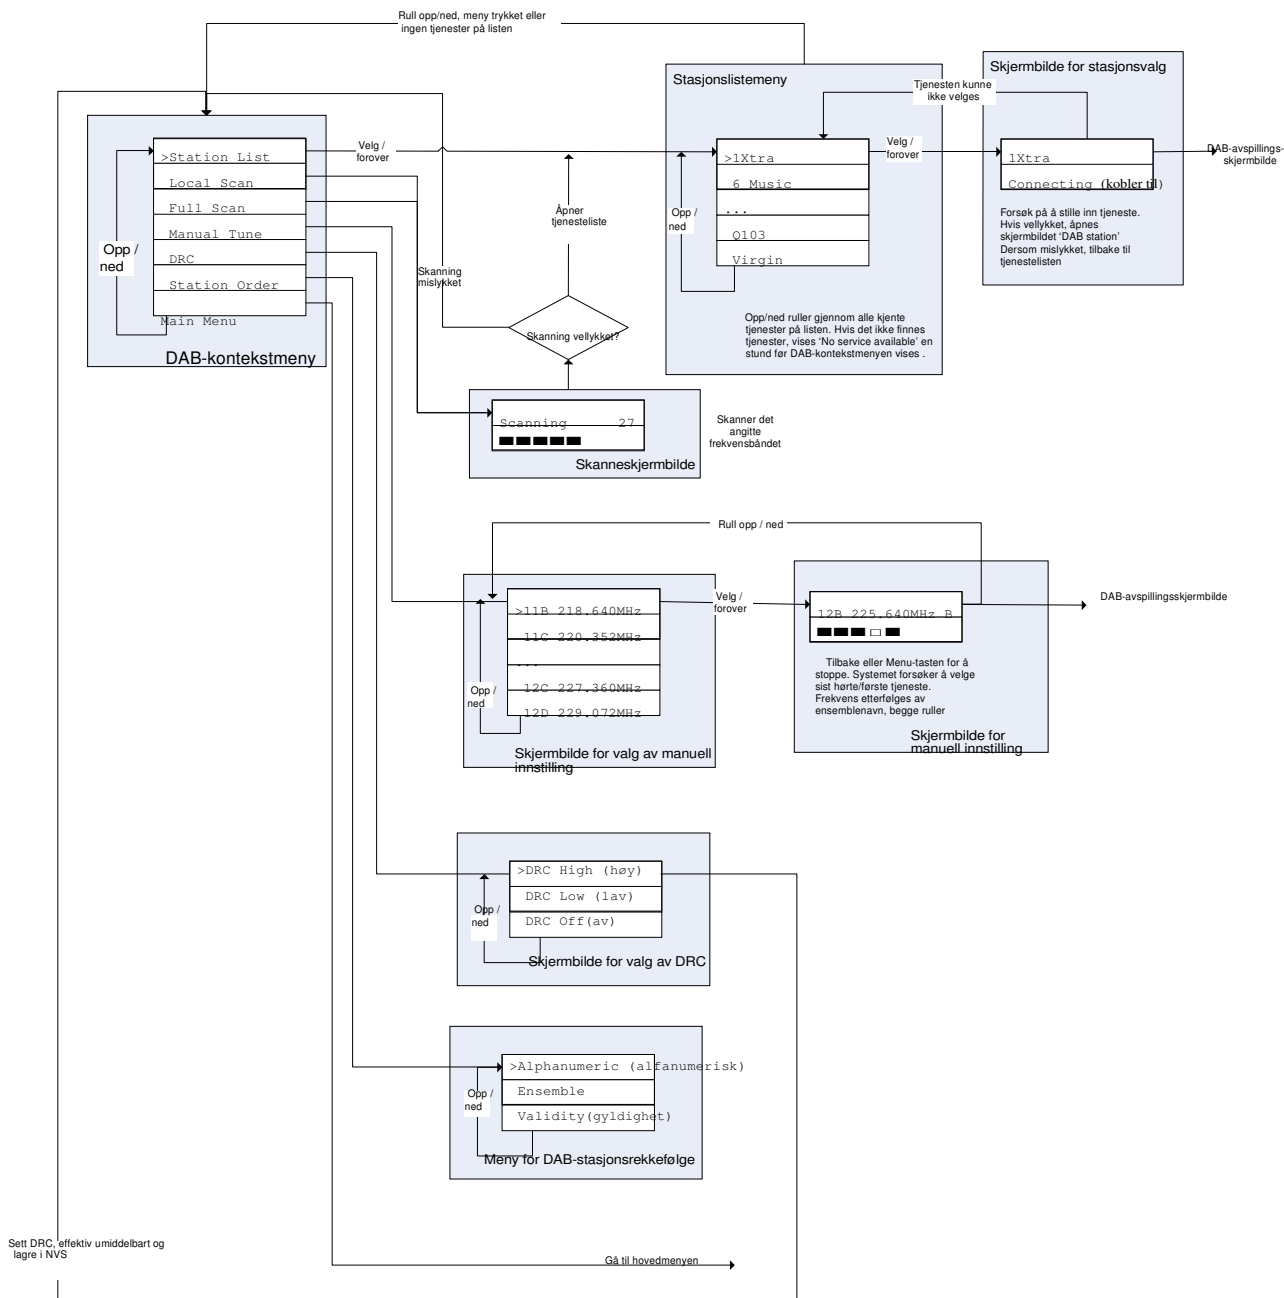 Rull opp/ned, meny trykket eller
ingen tjenester på listen
Stasjonslistemeny
Skjermbilde for stasjonsvalg
Tjenesten kunne
ikke velges
Velg /
forover
Velg /
forover
DAB-avspillings-
skjermbilde
>Station List
Local Scan
Full Scan
Manual Tune
DRC
Station Order
Main Menu
Opp /
ned
DAB-kontekstmeny
>1Xtra
6 Music
...
Q103
Virgin
Opp /
ned
1Xtra
Connecting (kobler til)
Forsøk på å stille inn tjeneste.
Hvis vellykket, åpnes
skjermbildet ‘DAB station’
Dersom mislykket, tilbake til
tjenestelisten
Åpner
tjenesteliste
Skanning
mislykket
Skanning vellykket?
Opp/ned ruller gjennom alle kjente
tjenester på listen. Hvis det ikke finnes
tjenester, vises ‘No service available’ en
stund før DAB-kontekstmenyen vises .
Scanning 27
Skanneskjermbilde
Skanner det
angitte
frekvensbåndet
Rull opp / ned
>11B 218.640MHz
11C 220.352MHz
...
12C 227.360MHz
12D 229.072MHz
Opp /
ned
Skjermbilde for valg av manuell
innstilling
Velg /
forover
12B 225.640MHz B
DAB-avspillingsskjermbilde
Tilbake eller Menu-tasten for å
stoppe. Systemet forsøker å velge
sist hørte/første tjeneste.
Frekvens etterfølges av
ensemblenavn, begge ruller
Skjermbilde for
manuell innstilling
>DRC High (høy)
DRC Low (lav)
DRC Off(av)
Opp /
ned
Skjermbilde for valg av DRC
>Alphanumeric (alfanumerisk)
Ensemble
Validity(gyldighet)
Opp /
ned
Meny for DAB-stasjonsrekkefølge
Sett DRC, effektiv umiddelbart og
lagre i NVS
Gå til hovedmenyen